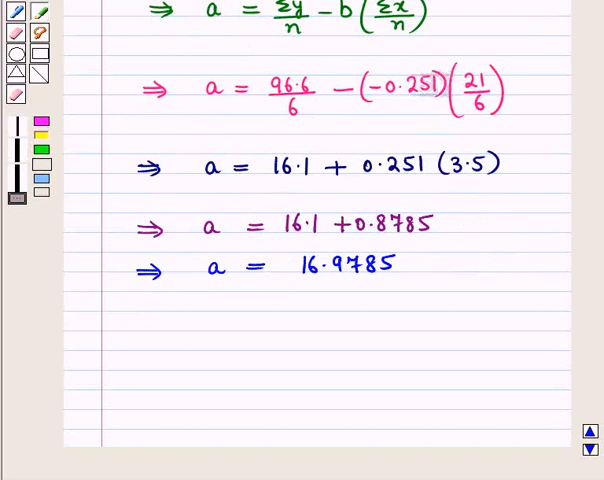 ⇒ a = Σy/n − b(Σx/n)
⇒ a = 96.6/6 − (−0.251)(21/6)
⇒ a = 16.1 + 0.251 (3.5)
⇒ a = 16.1 + 0.8785
⇒ a = 16.9785